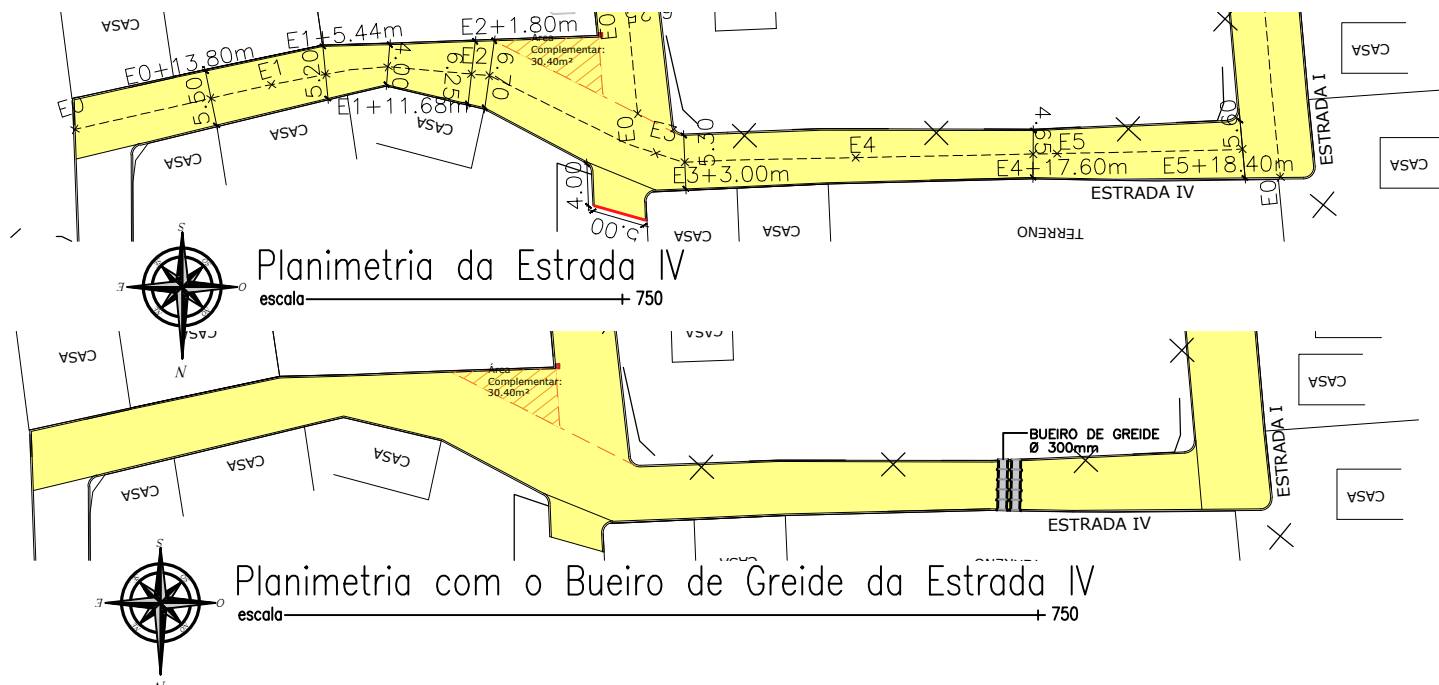 CASA
E0+13.80m
E1+5.44m
E2+1.80m
E0
Área
Complementar:
30.40m²
CASA
CASA
E0
E1
5.50
5.20
4.00
6.25
E2
6.70
E1+11.68m
E0
E3
5.30
E3+3.00m
E4
4.65
E5
E4+17.60m
5.60
E5+18.40m
E0
ESTRADA I
ESTRADA IV
CASA
CASA
CASA
4.00
5.00
CASA
CASA
TERRENO
S
E
O
N
Planimetria da Estrada IV
escala
750
CASA
CASA
CASA
CASA
Área
Complementar:
30.40m²
BUEIRO DE GREIDE
Ø 300mm
ESTRADA I
CASA
CASA
CASA
CASA
ESTRADA IV
CASA
TERRENO
S
E
O
N
Planimetria com o Bueiro de Greide da Estrada IV
escala
750